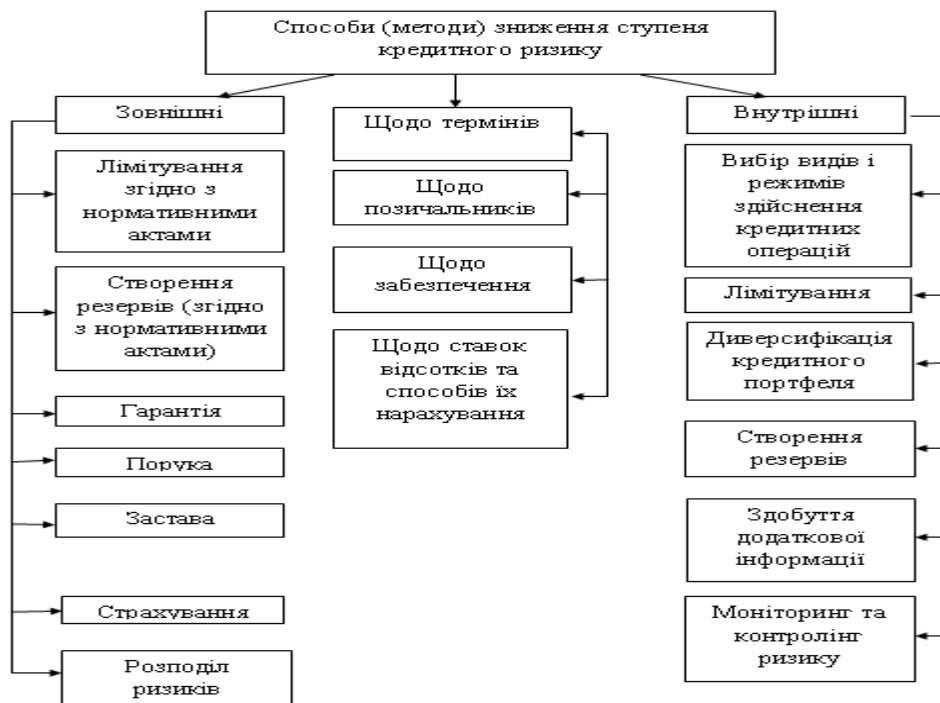 Способи (методи) зниження ступеня
кредитного ризику
Зовнішні
Лімітування
згідно з
нормативними
актами
Створення
резервів (згідно
з нормативними
актами)
Гарантія
Порука
Застава
Страхування
Розподіл
ризиків
Щодо термінів
Щодо
позичальників
Щодо
забезпечення
Щодо ставок
відсотків та
способів їх
нарахування
Внутрішні
Вибір видів і
режимів
здійснення
кредитних
операцій
Лімітування
Диверсифікація
кредитного
портфеля
Створення
резервів
Здобуття
додаткової
інформації
Моніторинг та
контролінг
ризику